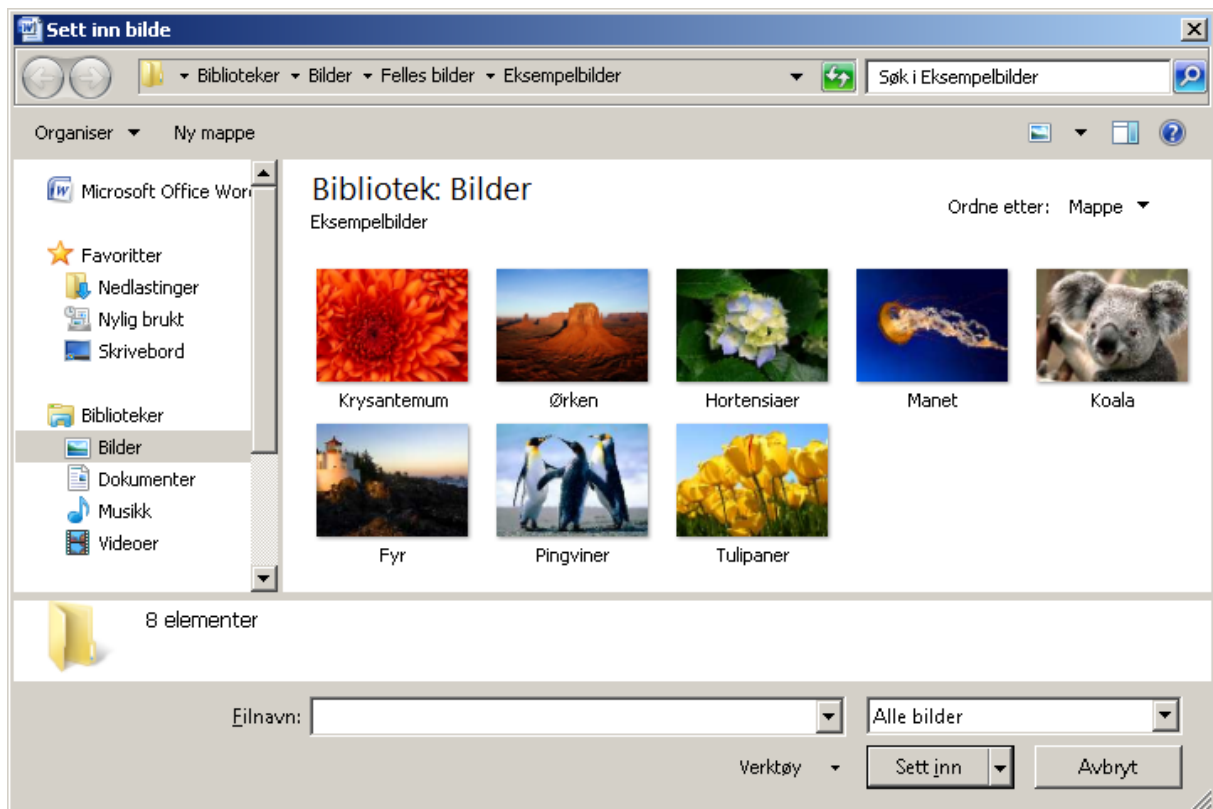 Sett inn bilde
Biblioteker Bilder Felles bilder Eksempelbilder
Søk i Eksempelbilder
Organiser Ny mappe
Microsoft Office
Favoritter
Nedlastinger
Nylig brukt
Skrivebord
Biblioteker
Bilder
Dokumenter
Musikk
Videoer
Bibliotek: Bilder
Eksempelbilder
Ordne etter: Mappe
Krysantemum Ørken Hortensiaer Manet Koala
Fyr Pingviner Tulipaner
8 elementer
Filnavn:
Alle bilder
Verktøy Sett inn Avbryt